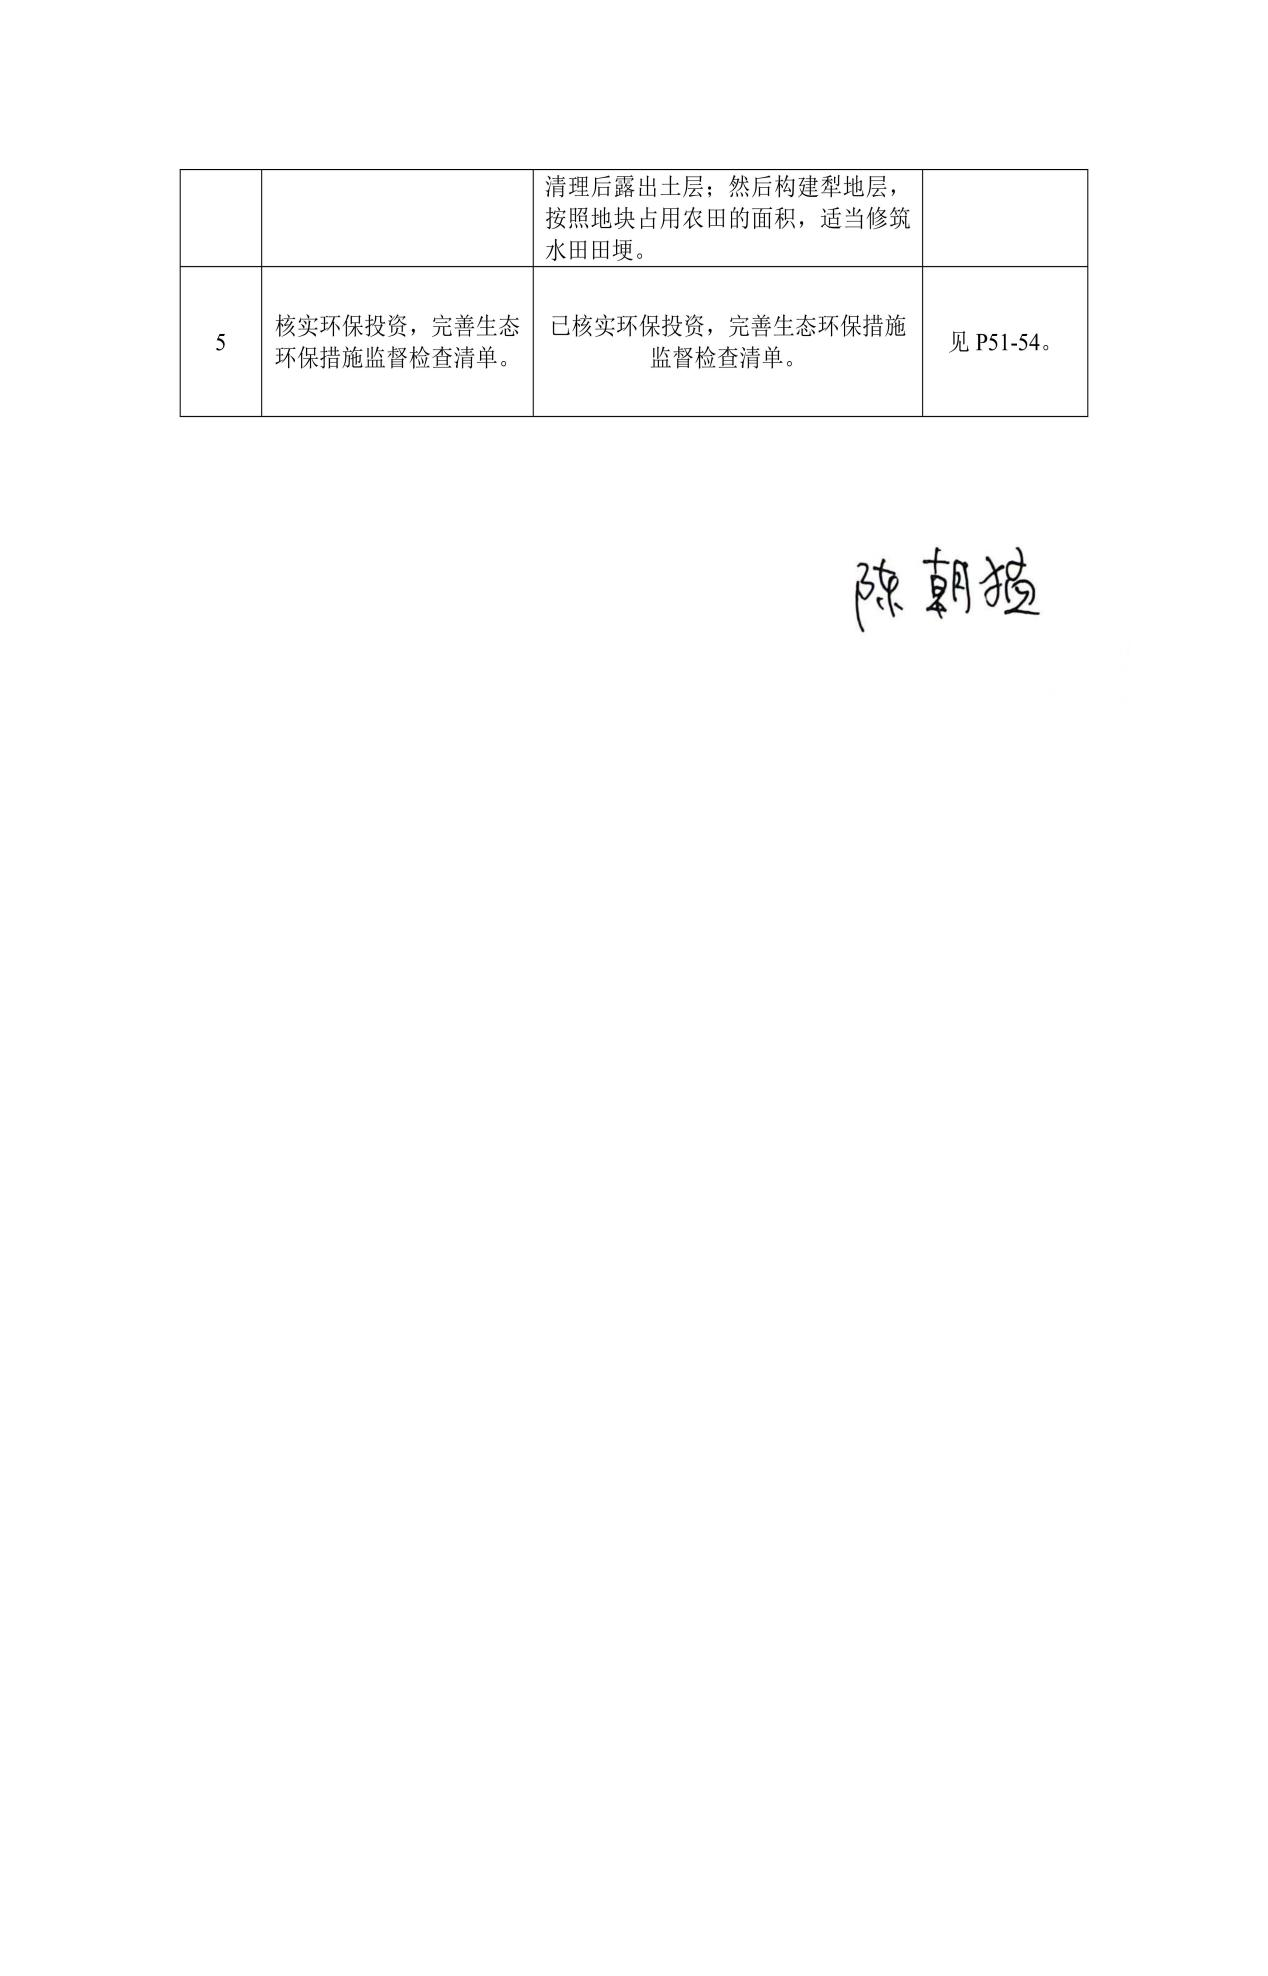 清理后露出土层；然后构建犁地层，
按照地块占用农田的面积，适当修筑
水田田埂。
5
核实环保投资，完善生态
环保措施监督检查清单。
已核实环保投资，完善生态环保措施
监督检查清单。
见 P51-54。
陈朝